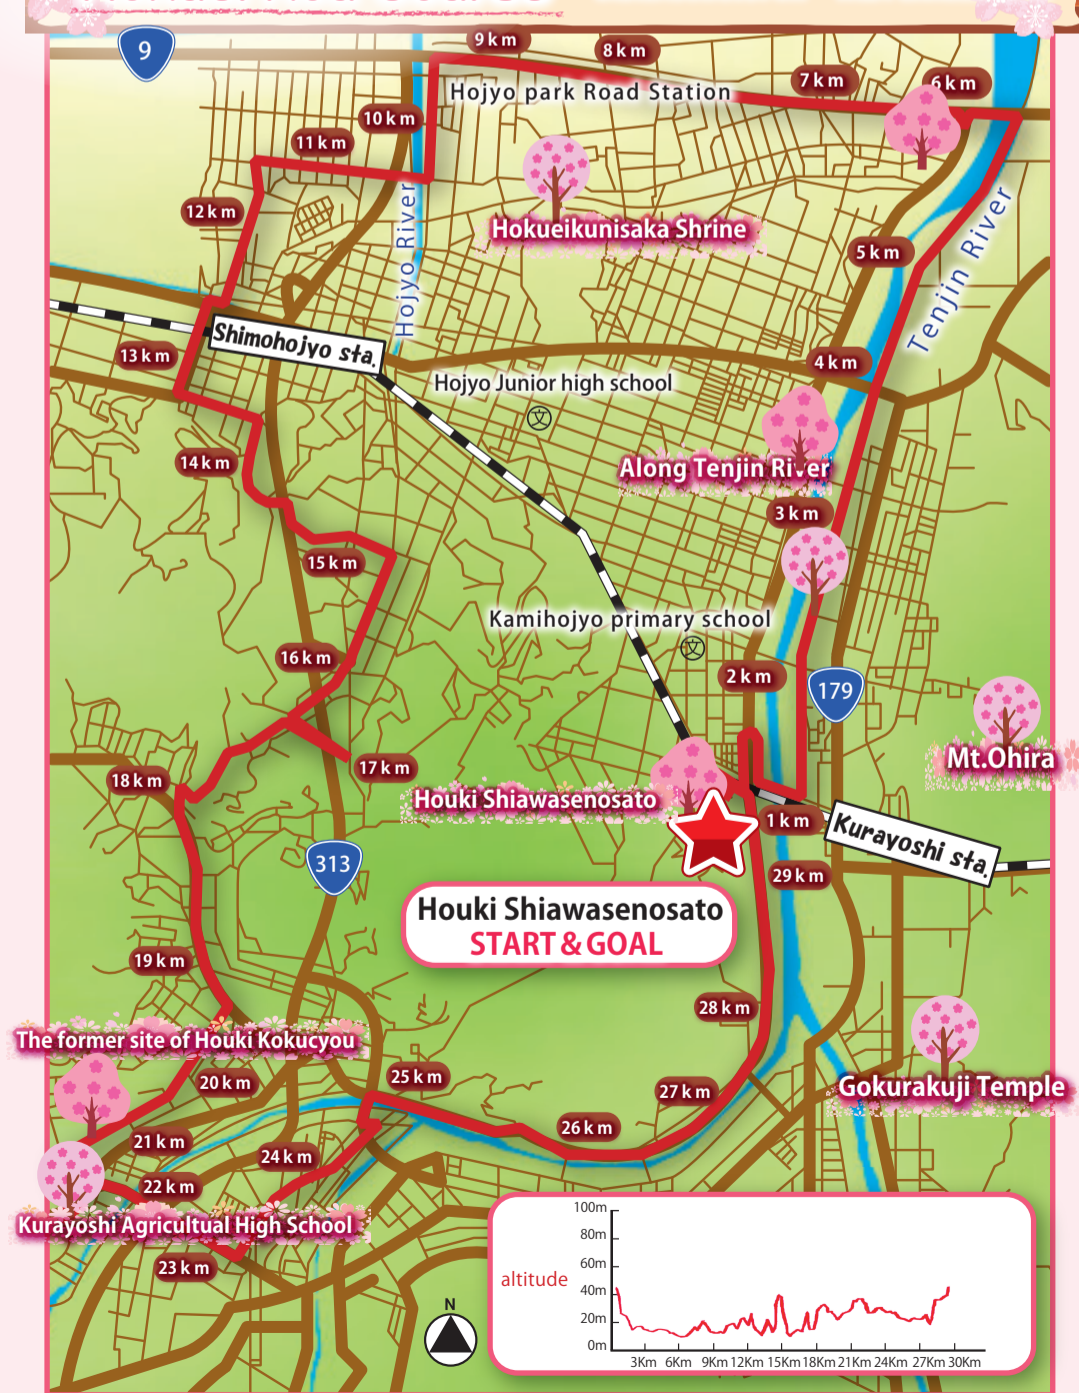 9
9 km
8 km
7 km
6 km
Hojyo park Road Station
10 km
11 km
12 km
Hojyo River
Hokueikunisaka Shrine
5 km
Tenjin River
Shimohojyo sta.
13 km
4 km
Hojyo Junior high school
文
14 km
Along Tenjin River
3 km
15 km
Kamihojyo primary school
文
16 km
2 km
179
17 km
18 km
Mt.Ohira
Houki Shiawasenosato
1 km
Kurayoshi sta.
313
29 km
Houki Shiawasenosato
START & GOAL
19 km
28 km
The former site of Houki Kokucyou
20 km
25 km
27 km
Gokurakuji Temple
26 km
21 km
24 km
22 km
Kurayoshi Agricultual High School
23 km
N
altitude
100m
80m
60m
40m
20m
0m
3Km 6Km 9Km 12Km 15Km 18Km 21Km 24Km 27Km 30Km